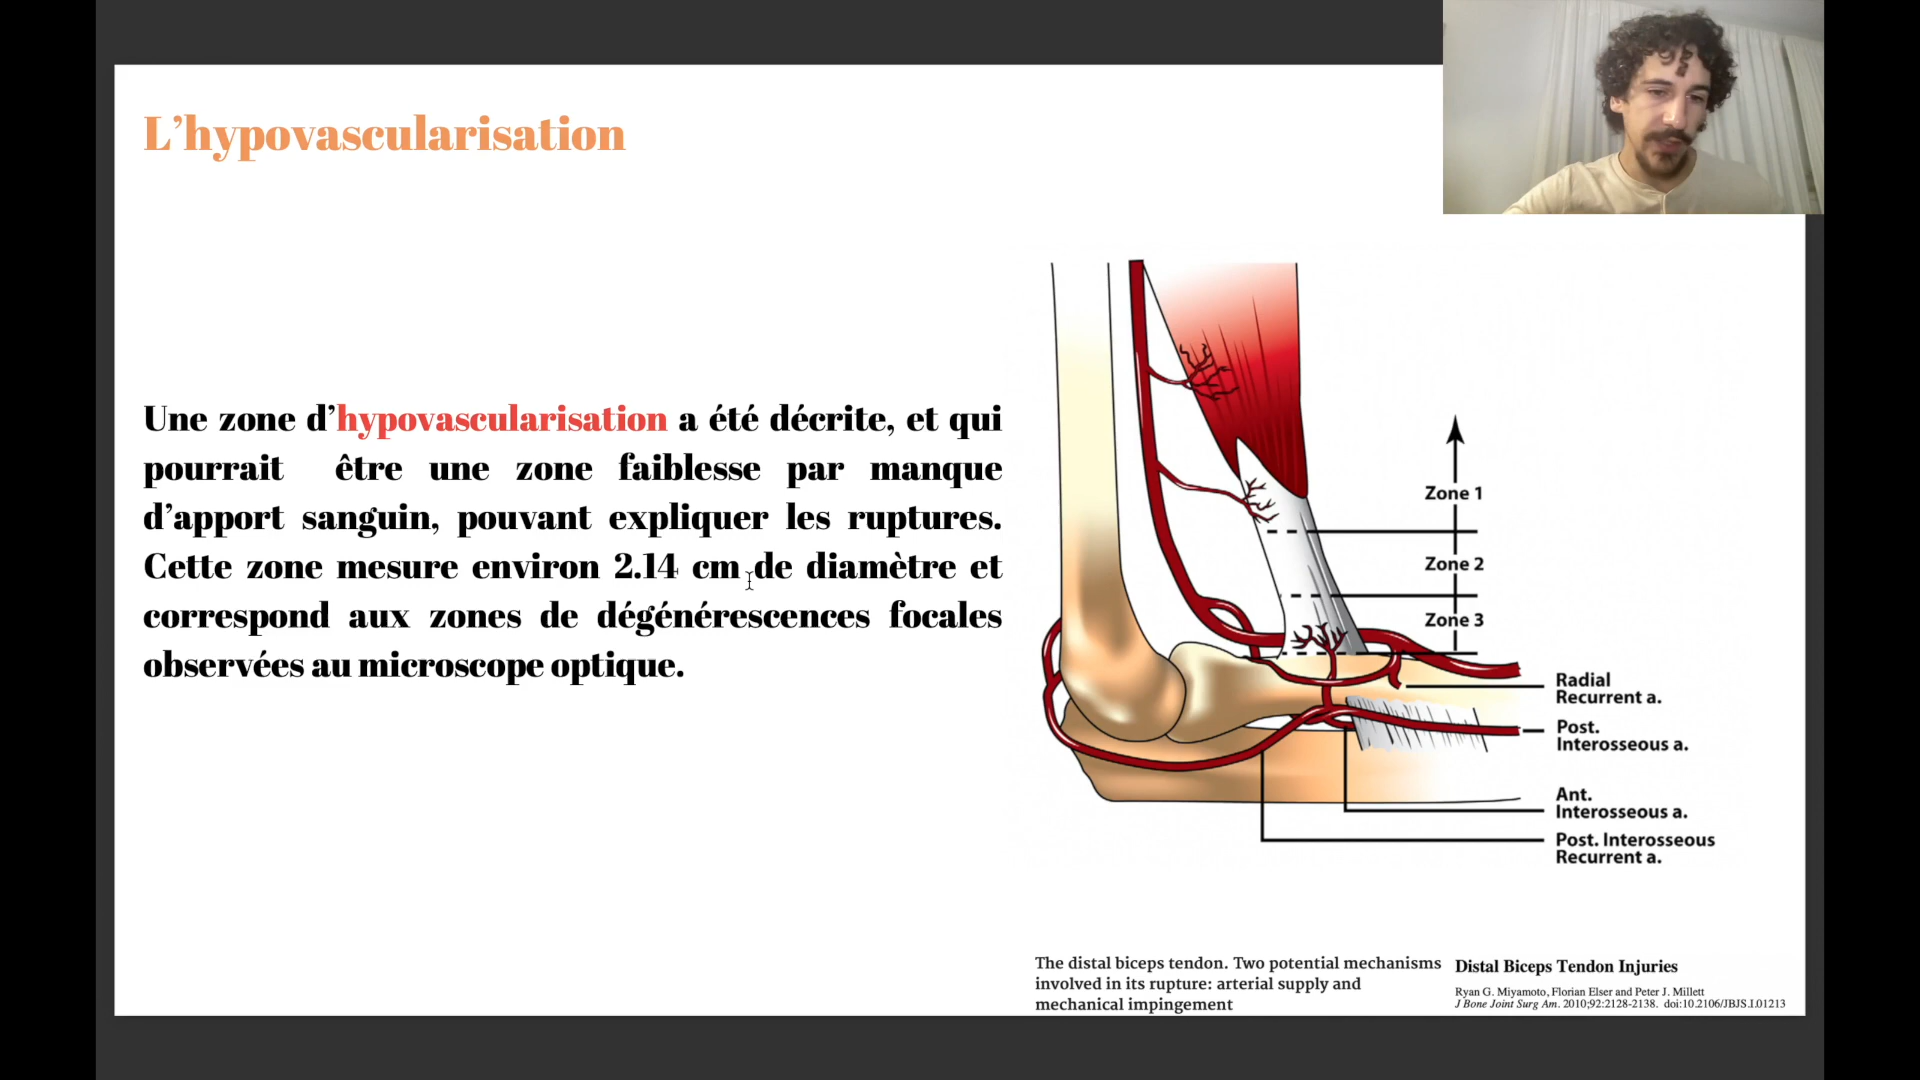 L’hypovascularisation
Une zone d’hypovascularisation a été décrite, et qui
pourrait être une zone faiblesse par manque
d’apport sanguin, pouvant expliquer les ruptures.
Cette zone mesure environ 2.14 cm de diamètre et
correspond aux zones de dégénérescences focales
observées au microscope optique.
Zone 1
Zone 2
Zone 3
Radial
Recurrent a.
Post.
Interosseous a.
Ant.
Interosseous a.
Post. Interosseous
Recurrent a.
The distal biceps tendon. Two potential mechanisms
involved in its rupture: arterial supply and
mechanical impingement
Distal Biceps Tendon Injuries
Ryan G. Miyamoto, Florian Elser and Peter J. Millett
J Bone Joint Surg Am. 2010;92:2128-2138. doi:10.2106/JBJS.I.01213